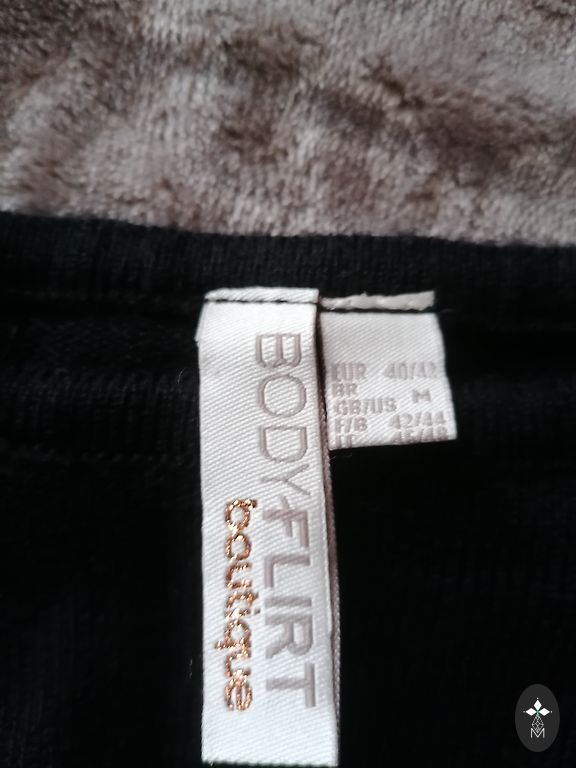 BODYFLIRT
boutique
EUR 40/42
BR
GB/US M
F/B 42/44